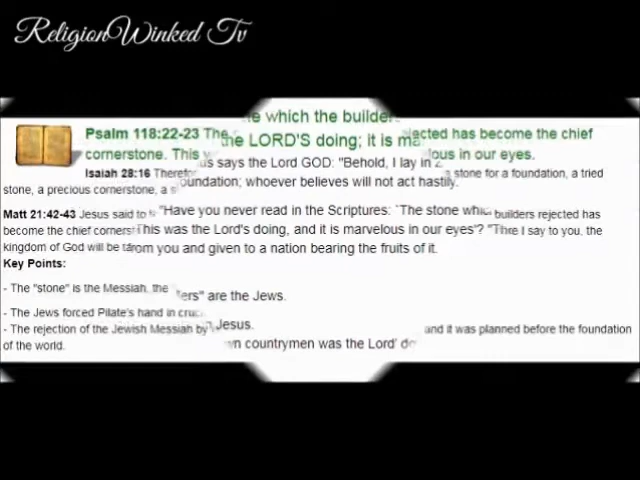 ReligionWinked Tv
e which the builder
Psalm 118:22-23 The the LORD'S doing; it is ma ected has become the chief
cornerstone. This us says the Lord GOD: "Behold, I lay in lous in our eyes.
Isaiah 28:16 oundation; whoever believes will not act hastily. a stone for a foundation, a tried
stone, a precious cornerstone, a
Matt 21:42-43 Jesus said to "Have you never read in the Scriptures: 'The stone builders rejected has
become the chief This was the Lord's doing, and it is marvelous in our eyes'? I say to you, the
kingdom of God will be from you and given to a nation bearing the fruits of it.
Key Points:
- The "stone" is the Messiah, the ers" are the Jews.
- The Jews forced Pilate's hand in Jesus.
- The rejection of the Jewish Messiah by and it was planned before the foundation
of the world. wn countrymen was the Lord'